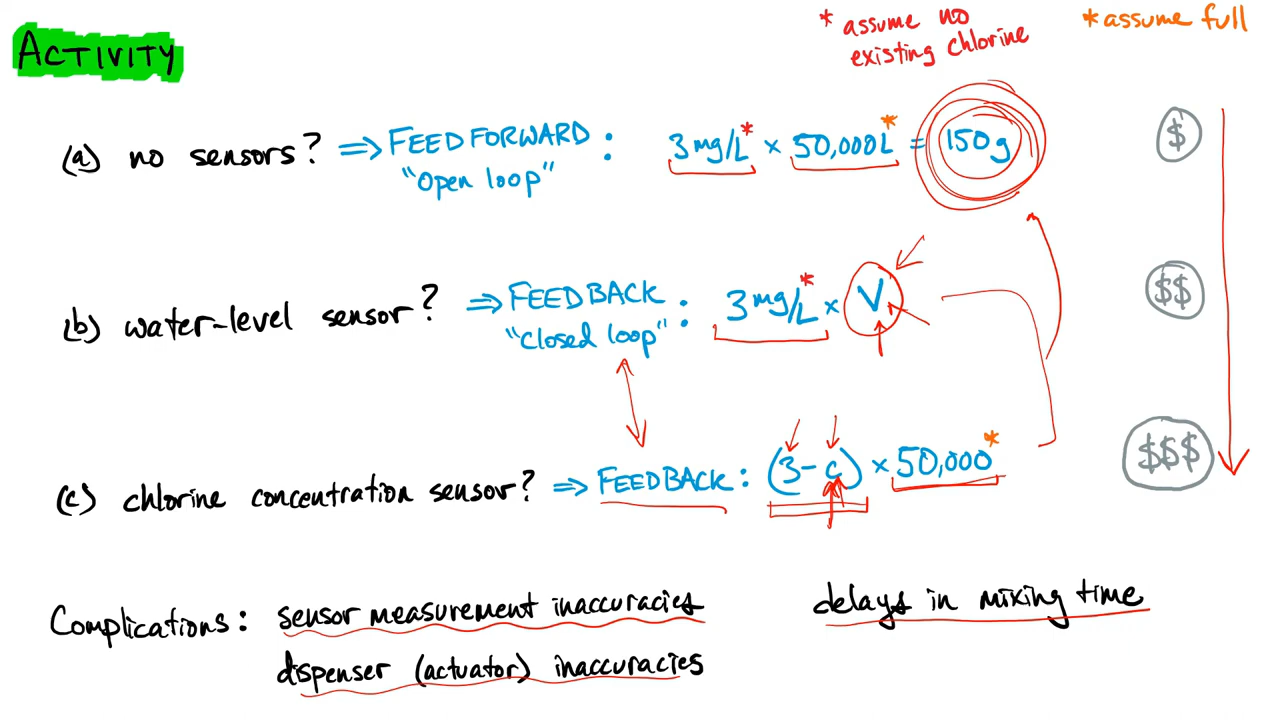 ACTIVITY
* assume no
existing chlorine
* assume full
(a) no sensors? ⇒ FEEDFORWARD : 3 mg/L* × 50,000L* = 150g $
"Open loop"
(b) water-level sensor? ⇒ FEEDBACK : 3 mg/L* × V $$
"Closed loop"
(c) chlorine concentration sensor? ⇒ FEEDBACK : (3-c) × 50,000* $$$
Complications: sensor measurement inaccuracies delays in mixing time
dispenser (actuator) inaccuracies